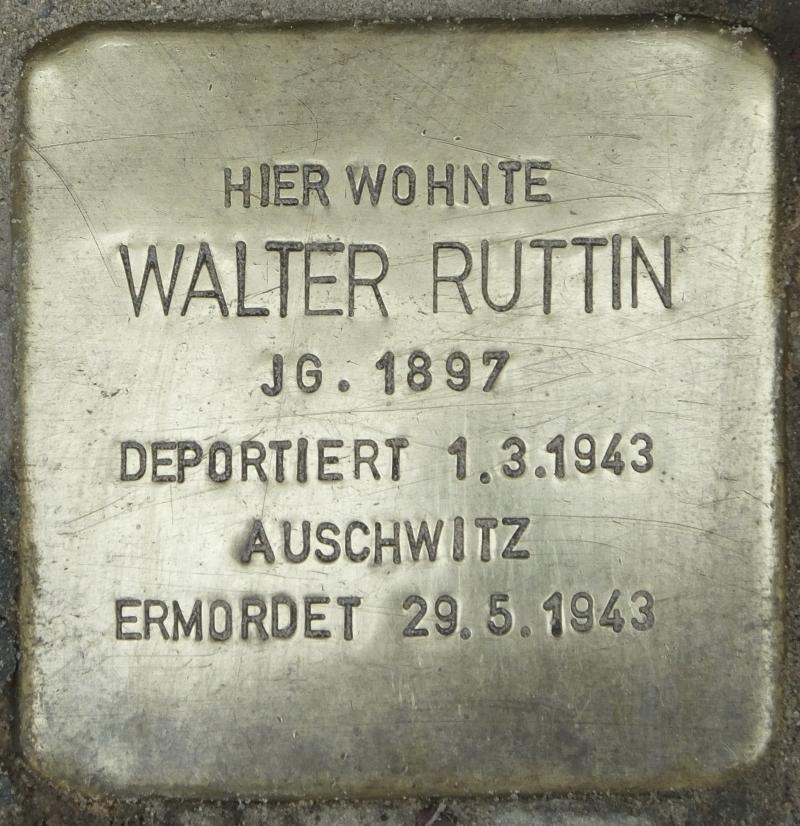 HIER WOHNTE
WALTER RUTTIN
JG. 1897
DEPORTIERT 1.3.1943
AUSCHWITZ
ERMORDET 29.5.1943